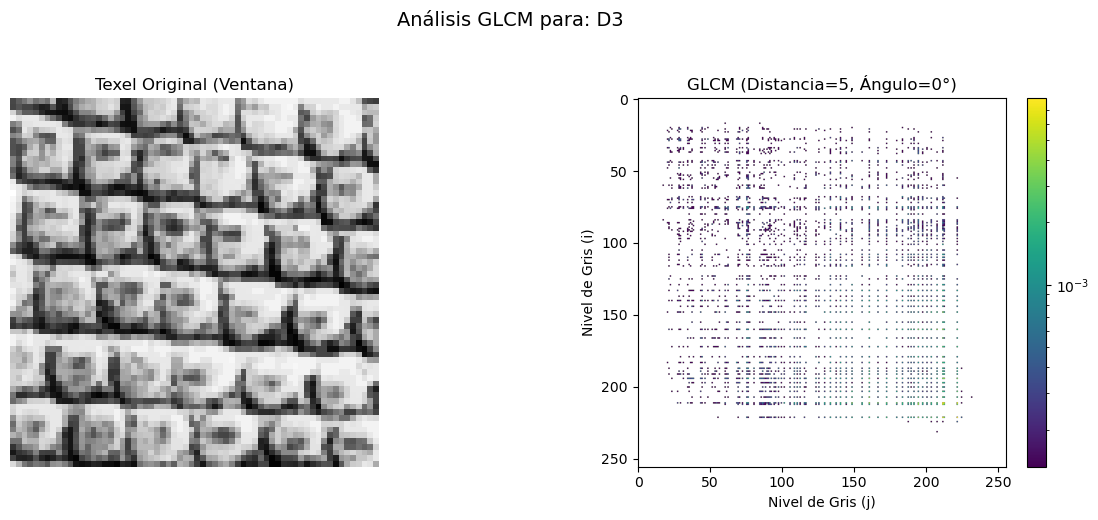 Análisis GLCM para: D3
Texel Original (Ventana)
GLCM (Distancia=5, Ángulo=0°)
0
50
100
150
200
250
Nivel de Gris (i)
0 50 100 150 200 250
Nivel de Gris (j)
10⁻³